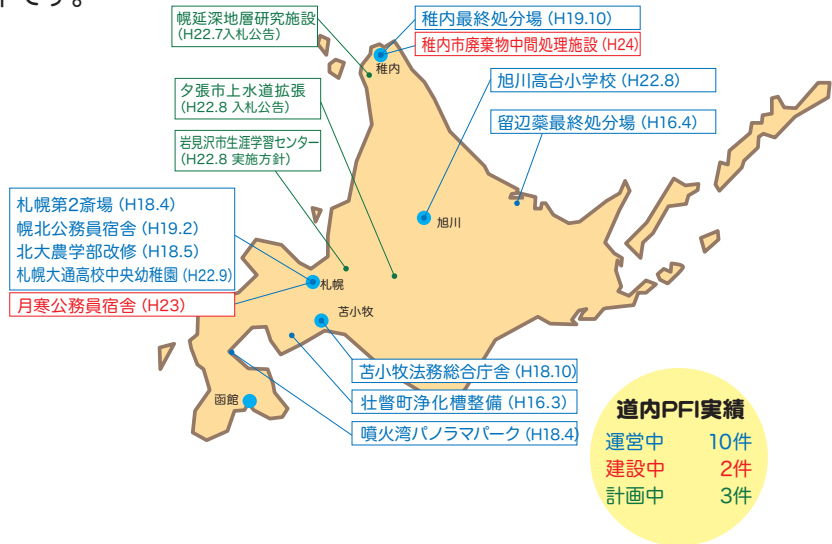 です。
幌延深地層研究施設
(H22.7入札公告)
稚内最終処分場 (H19.10)
稚内市廃棄物中間処理施設 (H24)
稚内
夕張市上水道拡張
(H22.8 入札公告)
旭川高台小学校 (H22.8)
留辺蘂最終処分場 (H16.4)
岩見沢市生涯学習センター
(H22.8 実施方針)
札幌第2斎場 (H18.4)
幌北公務員宿舎 (H19.2)
北大農学部改修 (H18.5)
札幌大通高校中央幼稚園 (H22.9)
月寒公務員宿舎 (H23)
旭川
札幌
苫小牧
苫小牧法務総合庁舎 (H18.10)
壮瞥町浄化槽整備 (H16.3)
噴火湾パノラマパーク (H18.4)
函館
道内PFI実績
運営中 10件
建設中 2件
計画中 3件